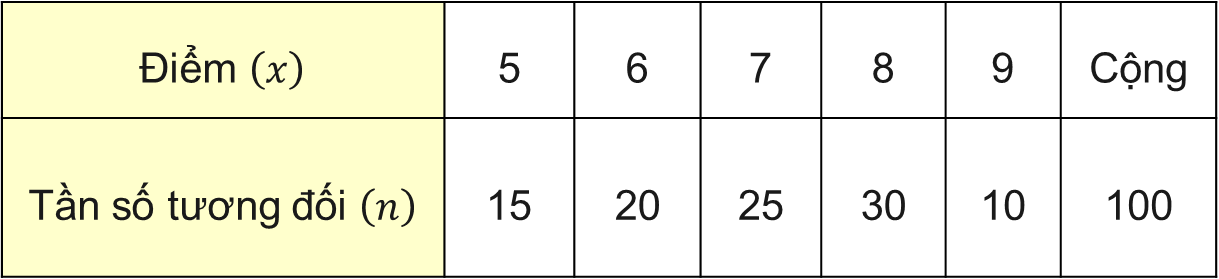 Điểm (x) 5 6 7 8 9 Cộng
Tần số tương đối (n) 15 20 25 30 10 100